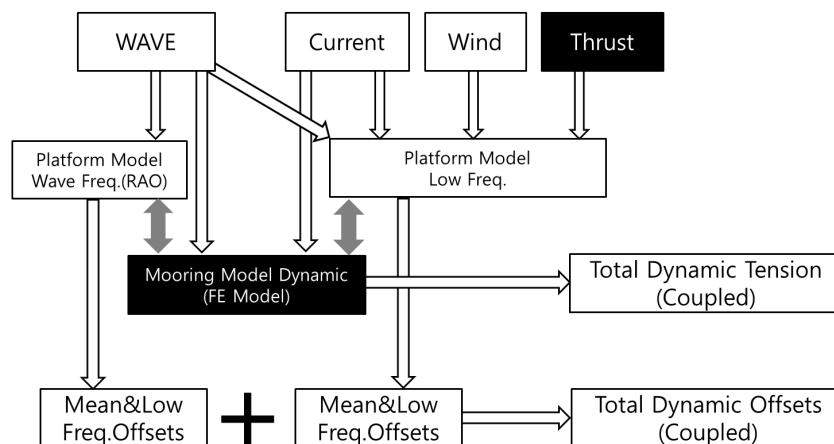 WAVE
Current
Wind
Thrust
Platform Model
Wave Freq.(RAO)
Platform Model
Low Freq.
Mooring Model Dynamic
(FE Model)
Total Dynamic Tension
(Coupled)
Mean&Low
Freq.Offsets
+
Mean&Low
Freq.Offsets
Total Dynamic Offsets
(Coupled)